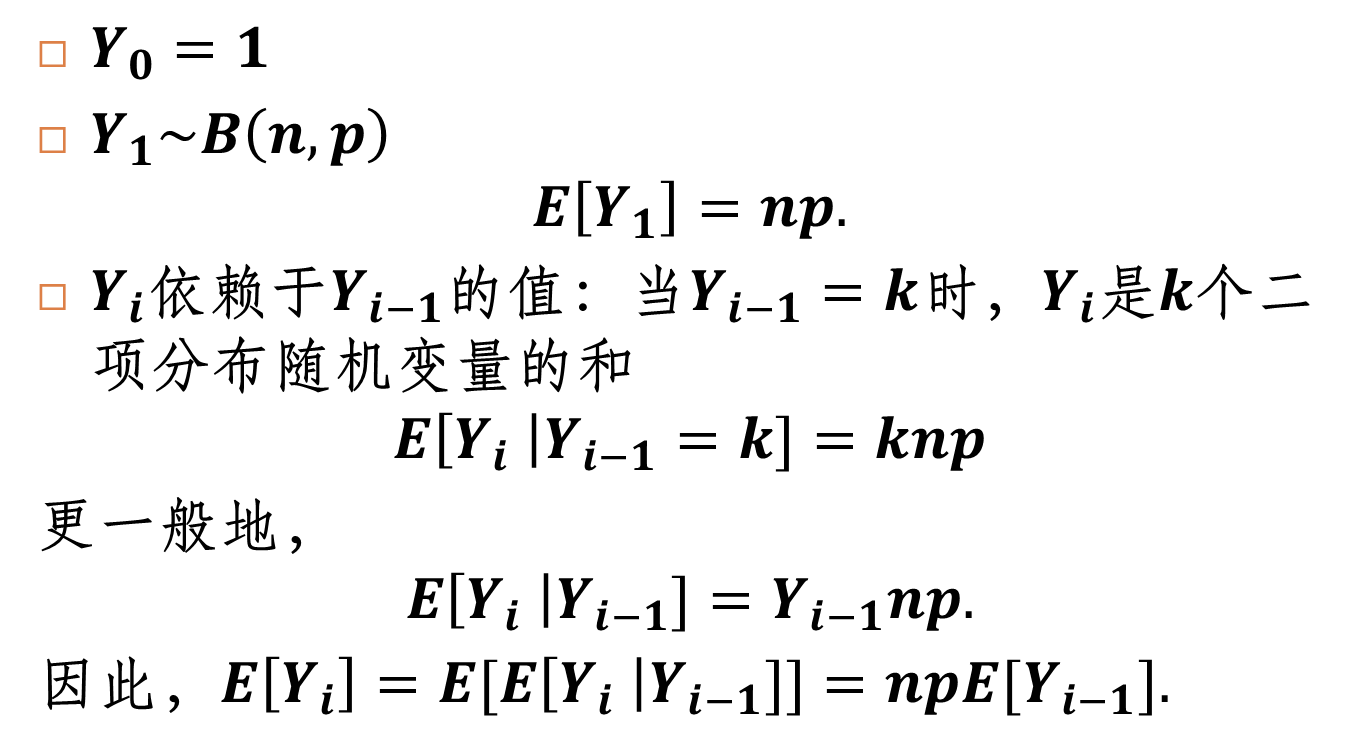 □ Y₀ = 1
□ Y₁~B(n, p)
E[Y₁] = np.
□ Yᵢ依赖于Yᵢ₋₁的值：当Yᵢ₋₁ = k时，Yᵢ是k个二
项分布随机变量的和
E[Yᵢ |Yᵢ₋₁ = k] = knp
更一般地，
E[Yᵢ |Yᵢ₋₁] = Yᵢ₋₁np.
因此，E[Yᵢ] = E[E[Yᵢ |Yᵢ₋₁]] = npE[Yᵢ₋₁].